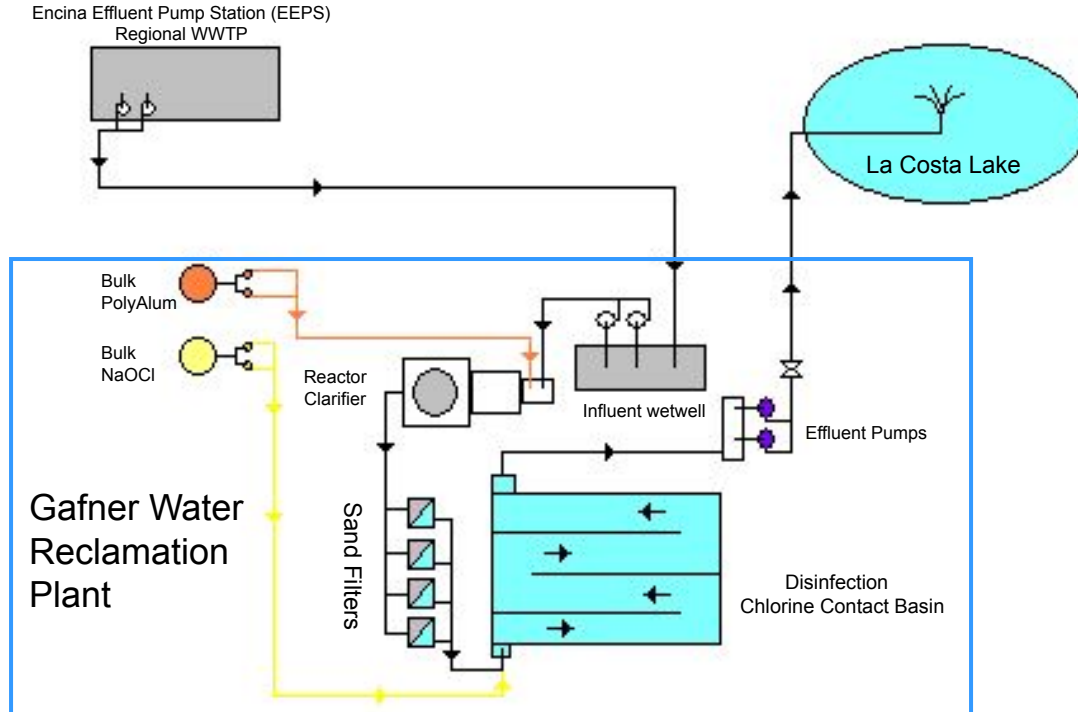 Encina Effluent Pump Station (EEPS)
Regional WWTP
La Costa Lake
Bulk
PolyAlum
Bulk
NaOCl
Reactor
Clarifier
Influent wetwell
Effluent Pumps
Gafner Water
Reclamation
Plant
Sand Filters
Disinfection
Chlorine Contact Basin